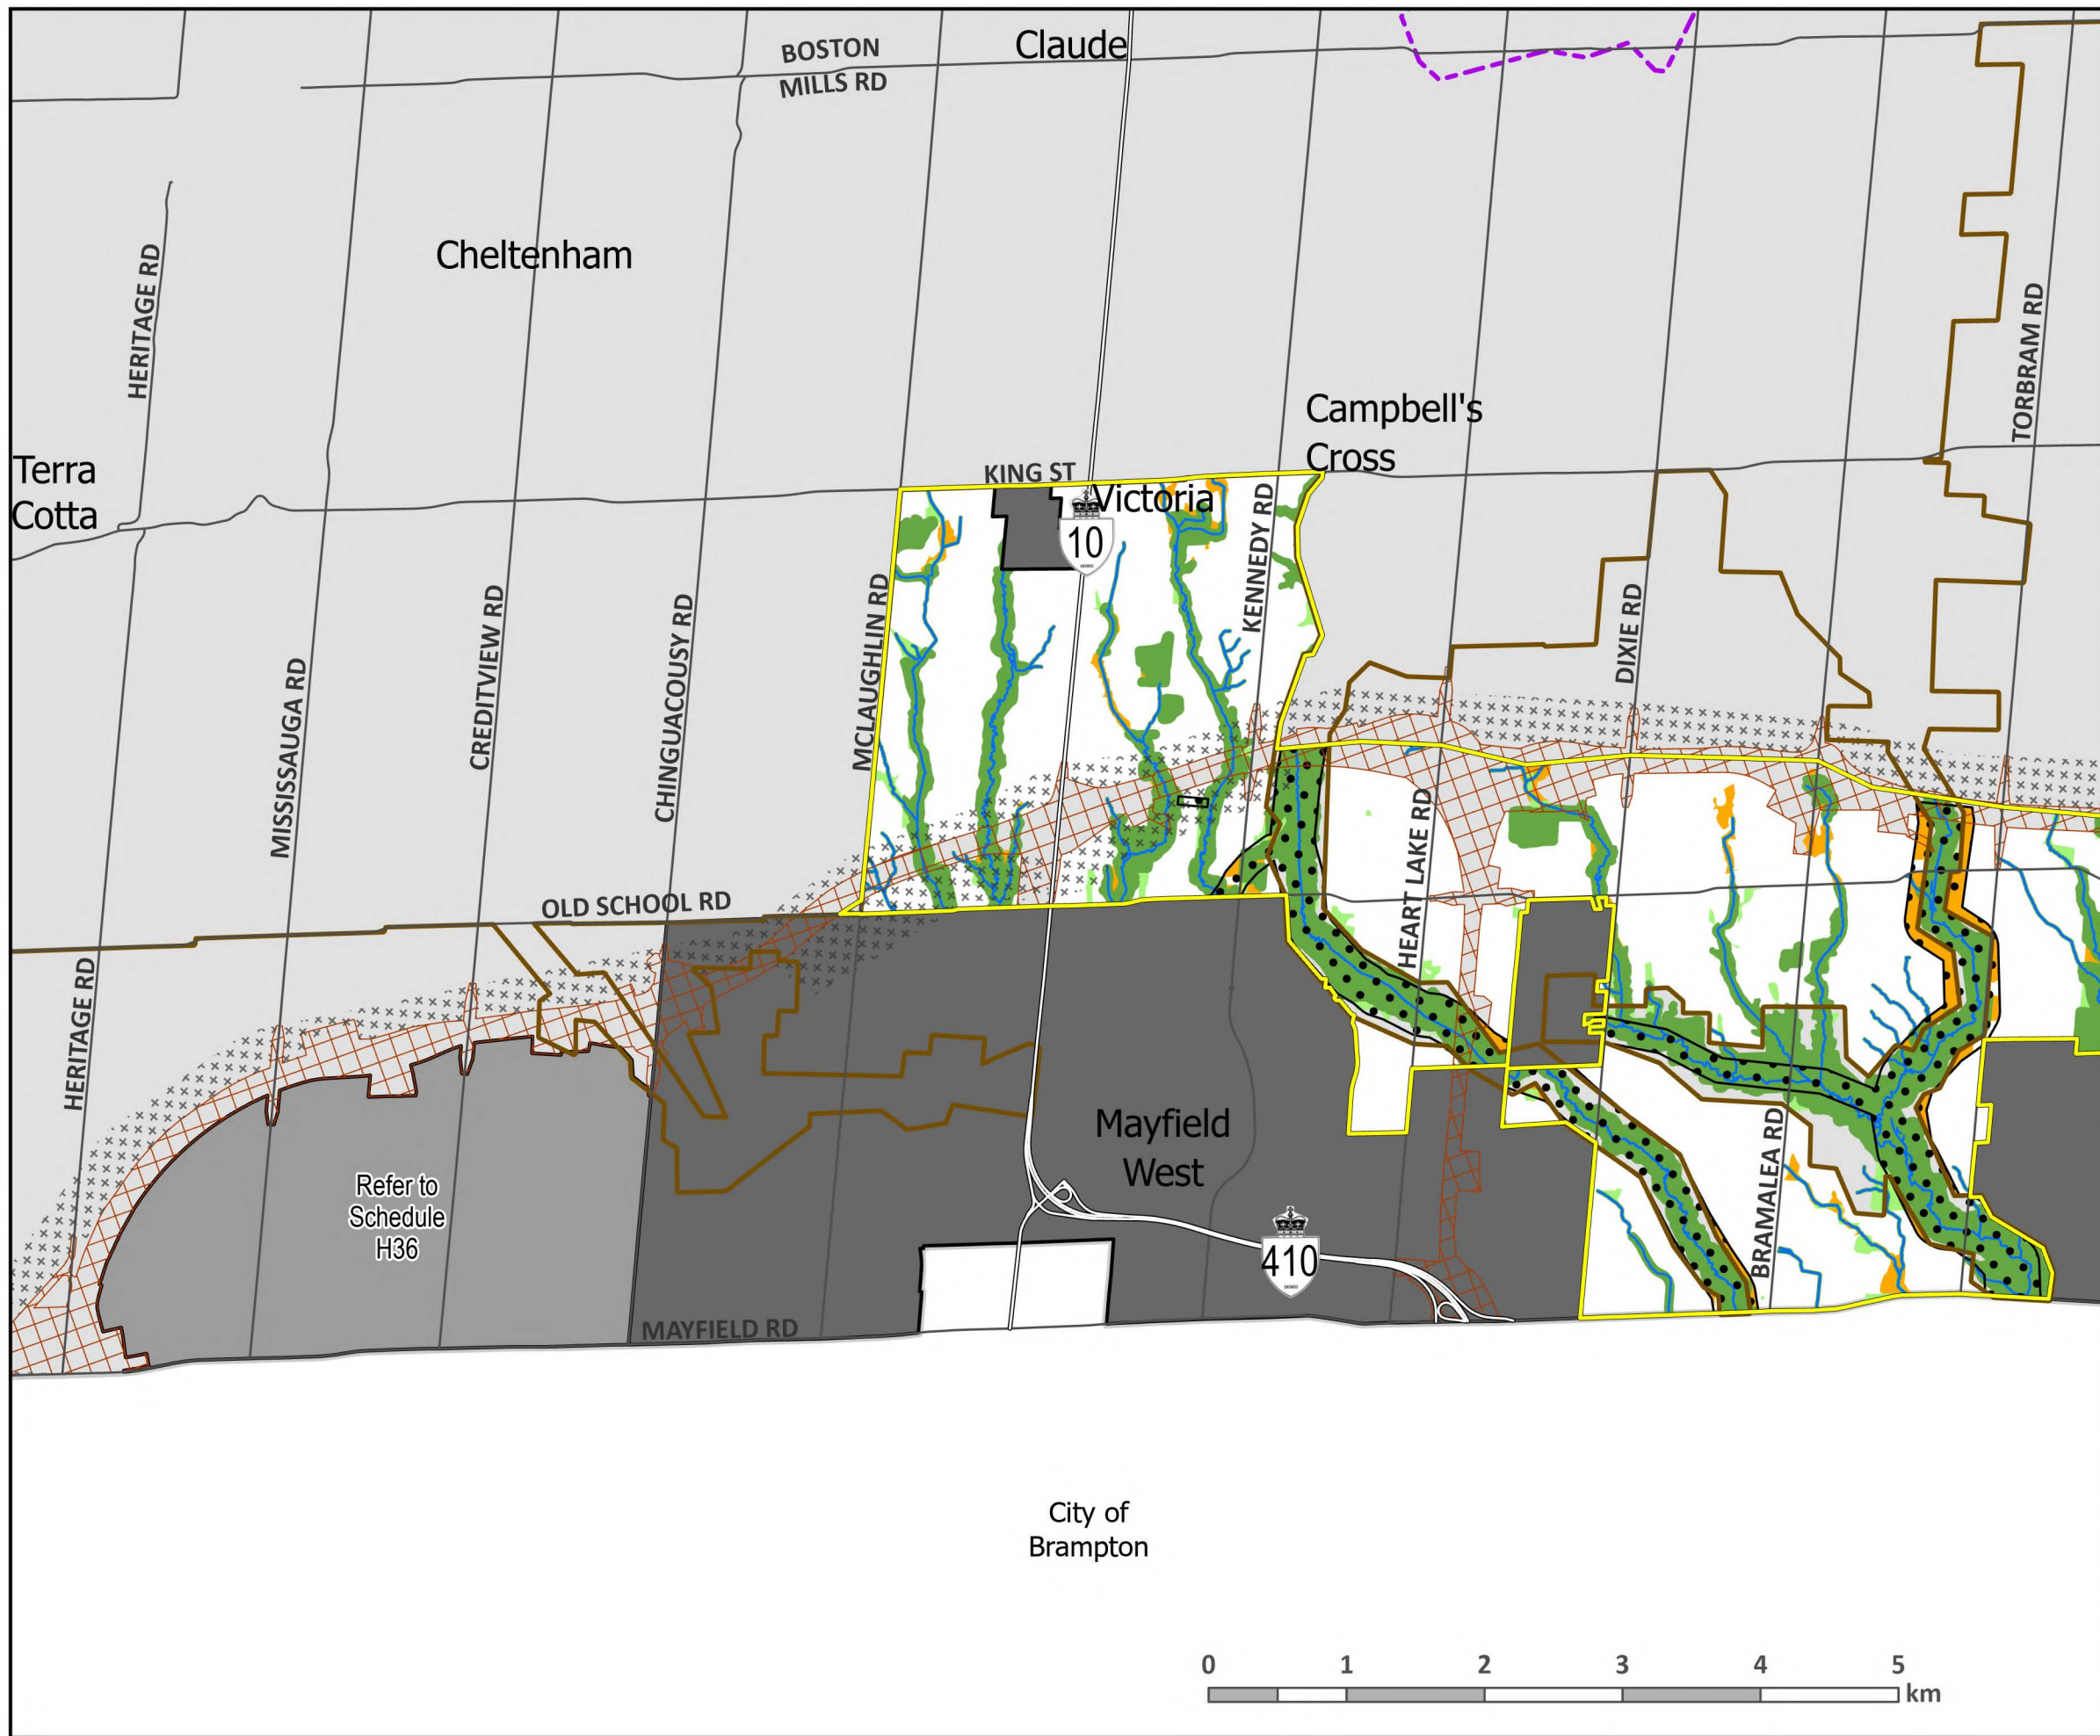 Claude
BOSTON
MILLS RD
Cheltenham
HERITAGE RD
TORBRAM RD
Campbell's
Cross
Terra
Cotta
KING ST
Victoria
10
KENNEDY RD
MCLAUGHLIN RD
CREDITVIEW RD
CHINGUACOUSY RD
DIXIE RD
MISSISSAUGA RD
HEART LAKE RD
OLD SCHOOL RD
HERITAGE RD
Mayfield
West
BRAMALEA RD
Refer to
Schedule
H36
410
MAYFIELD RD
City of
Brampton
0 1 2 3 4 5
km